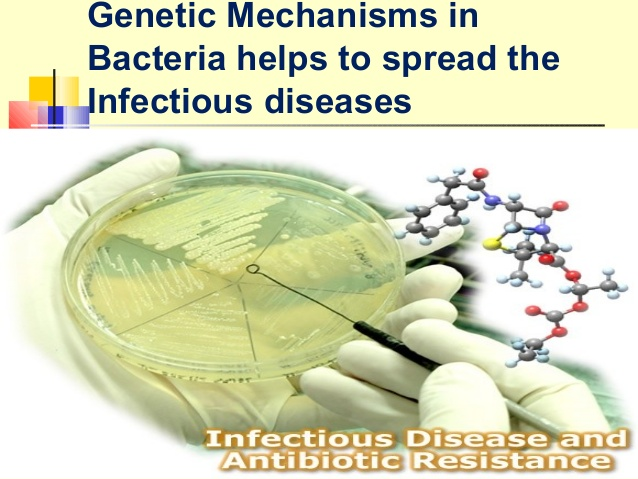 Genetic Mechanisms in
Bacteria helps to spread the
Infectious diseases
Infectious Disease and
Antibiotic Resistance